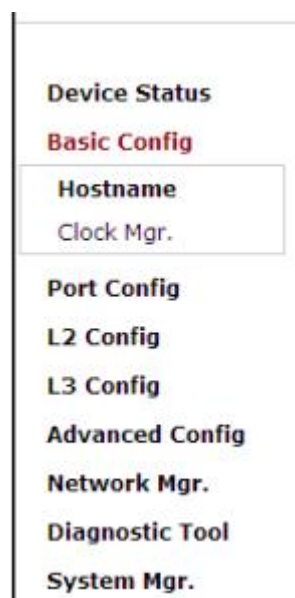 Device Status
Basic Config
Hostname
Clock Mgr.
Port Config
L2 Config
L3 Config
Advanced Config
Network Mgr.
Diagnostic Tool
System Mgr.